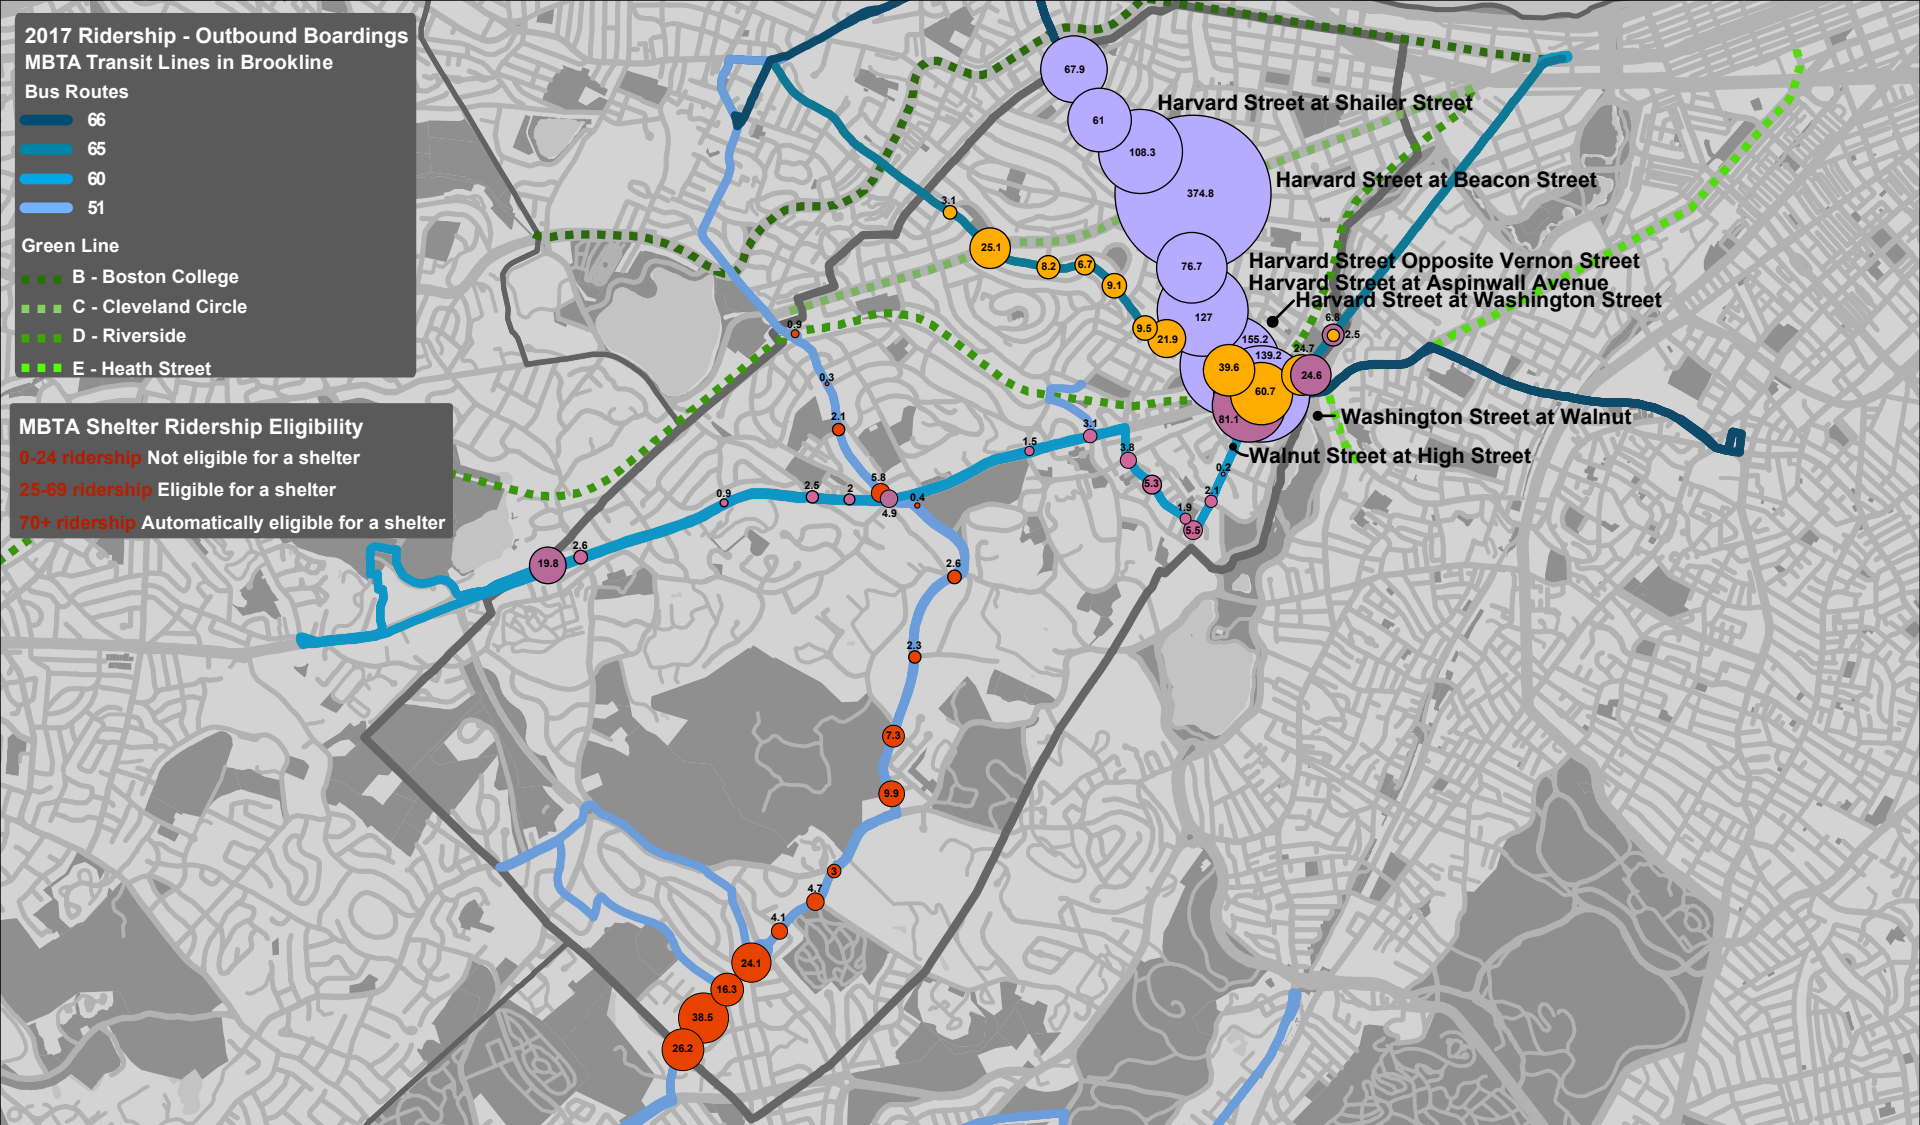 2017 Ridership - Outbound Boardings
MBTA Transit Lines in Brookline
Bus Routes
66
65
60
51
Green Line
B - Boston College
C - Cleveland Circle
D - Riverside
E - Heath Street
MBTA Shelter Ridership Eligibility
0-24 ridership Not eligible for a shelter
25-69 ridership Eligible for a shelter
70+ ridership Automatically eligible for a shelter
67.9
61
Harvard Street at Shailer Street
108.3
374.8
Harvard Street at Beacon Street
3.1
25.1
8.2
6.7
9.1
76.7
Harvard Street Opposite Vernon Street
Harvard Street at Aspinwall Avenue
Harvard Street at Washington Street
127
9.5
21.9
155.2
139.2
6.8
2.5
24.7
24.6
39.6
60.7
81.1
Washington Street at Walnut
Walnut Street at High Street
0.9
0.3
2.1
3.1
1.5
3.8
5.3
0.2
2.1
1.9
5.5
5.8
4.9
0.4
2
2.5
0.9
2.6
19.8
2.6
2.3
7.3
9.9
3
4.7
4.1
24.1
16.3
38.5
26.2